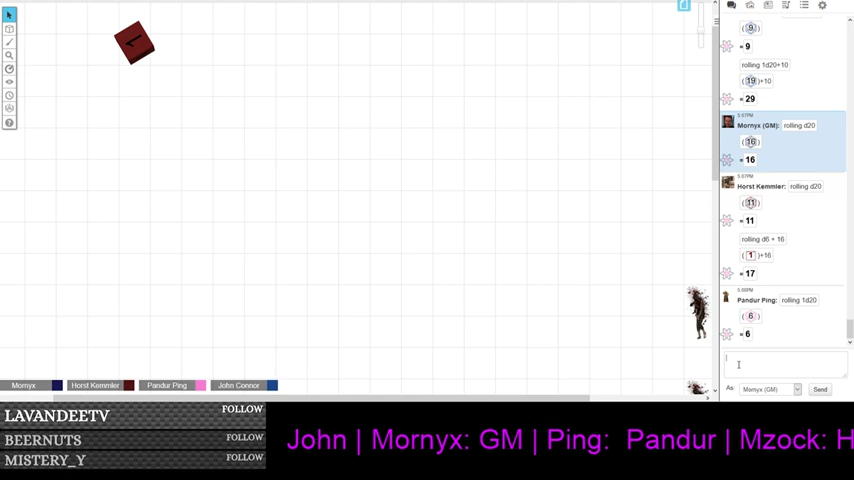 1
(9)
= 9
rolling 1d20+10
(19)+10
= 29
5:07PM
Mornyx (GM): rolling d20
(16)
= 16
5:07PM
Horst Kemmler: rolling d20
(11)
= 11
rolling d6 + 16
(1)+16
= 17
5:08PM
Pandur Ping: rolling 1d20
(6)
= 6
As: Mornyx (GM) Send
Mornyx Horst Kemmler Pandur Ping John Connor
LAVANDEETV FOLLOW
BEERNUTS FOLLOW
MISTERY_Y FOLLOW
John | Mornyx: GM | Ping: Pandur | Mzock: H